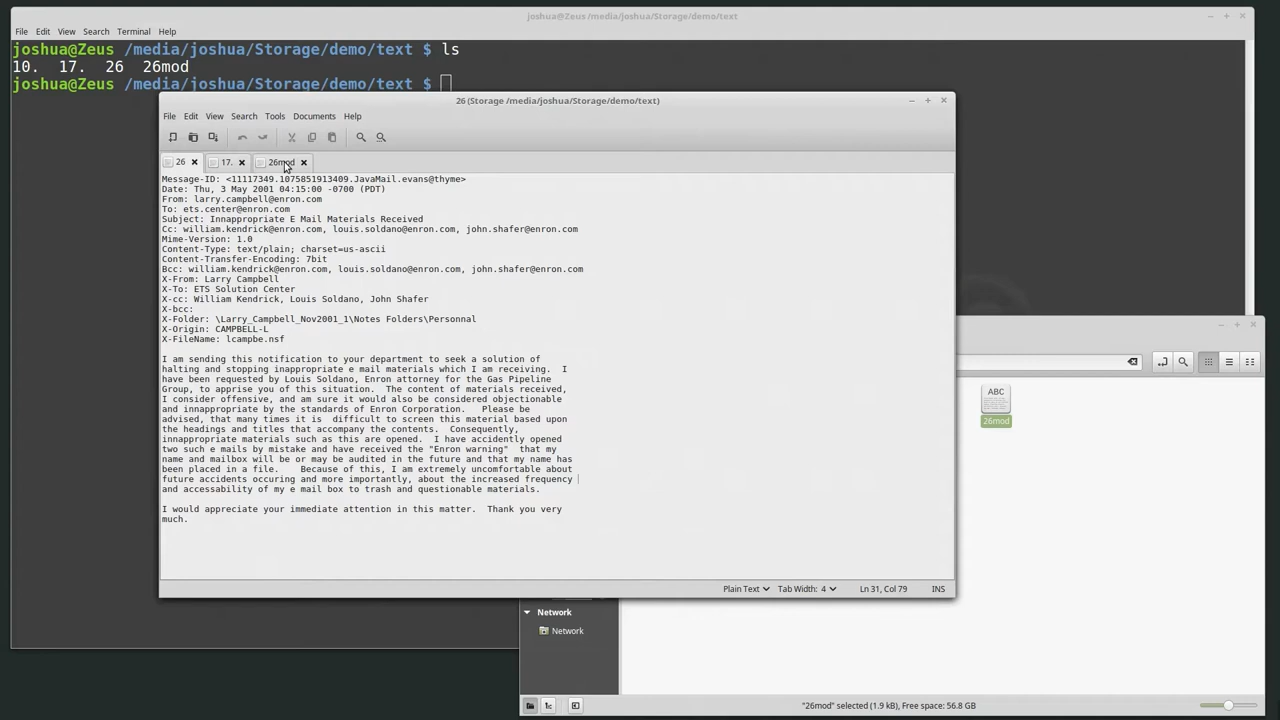 joshua@Zeus /media/joshua/Storage/demo/text
File Edit View Search Terminal Help
joshua@Zeus /media/joshua/Storage/demo/text $ ls
10. 17. 26 26mod
joshua@Zeus /media/joshua/Storage/demo/text $
26 (Storage /media/joshua/Storage/demo/text)
File Edit View Search Tools Documents Help
26 17. 26mod
Message-ID: <11117349.1075851913409.JavaMail.evans@thyme>
Date: Thu, 3 May 2001 04:15:00 -0700 (PDT)
From: larry.campbell@enron.com
To: ets.center@enron.com
Subject: Innappropriate E Mail Materials Received
Cc: william.kendrick@enron.com, louis.soldano@enron.com, john.shafer@enron.com
Mime-Version: 1.0
Content-Type: text/plain; charset=us-ascii
Content-Transfer-Encoding: 7bit
Bcc: william.kendrick@enron.com, louis.soldano@enron.com, john.shafer@enron.com
X-From: Larry Campbell
X-To: ETS Solution Center
X-cc: William Kendrick, Louis Soldano, John Shafer
X-bcc:
X-Folder: \Larry_Campbell_Nov2001_1\Notes Folders\Personnal
X-Origin: CAMPBELL-L
X-FileName: lcampbe.nsf
I am sending this notification to your department to seek a solution of
halting and stopping inappropriate e mail materials which I am receiving.  I
have been requested by Louis Soldano, Enron attorney for the Gas Pipeline
Group, to apprise you of this situation.  The content of materials received,
I consider offensive, and am sure it would also be considered objectionable
and innappropriate by the standards of Enron Corporation.   Please be
advised, that many times it is  difficult to screen this material based upon
the headings and titles that accompany the contents.  Consequently,
innappropriate materials such as this are opened.  I have accidently opened
two such e mails by mistake and have received the "Enron warning"  that my
name and mailbox will be or may be audited in the future and that my name has
been placed in a file.    Because of this, I am extremely uncomfortable about
future accidents occuring and more importantly, about the increased frequency
and accessability of my e mail box to trash and questionable materials.
I would appreciate your immediate attention in this matter.  Thank you very
much.
Plain Text Tab Width: 4 Ln 31, Col 79 INS
ABC
26mod
Network
Network
"26mod" selected (1.9 kB), Free space: 56.8 GB